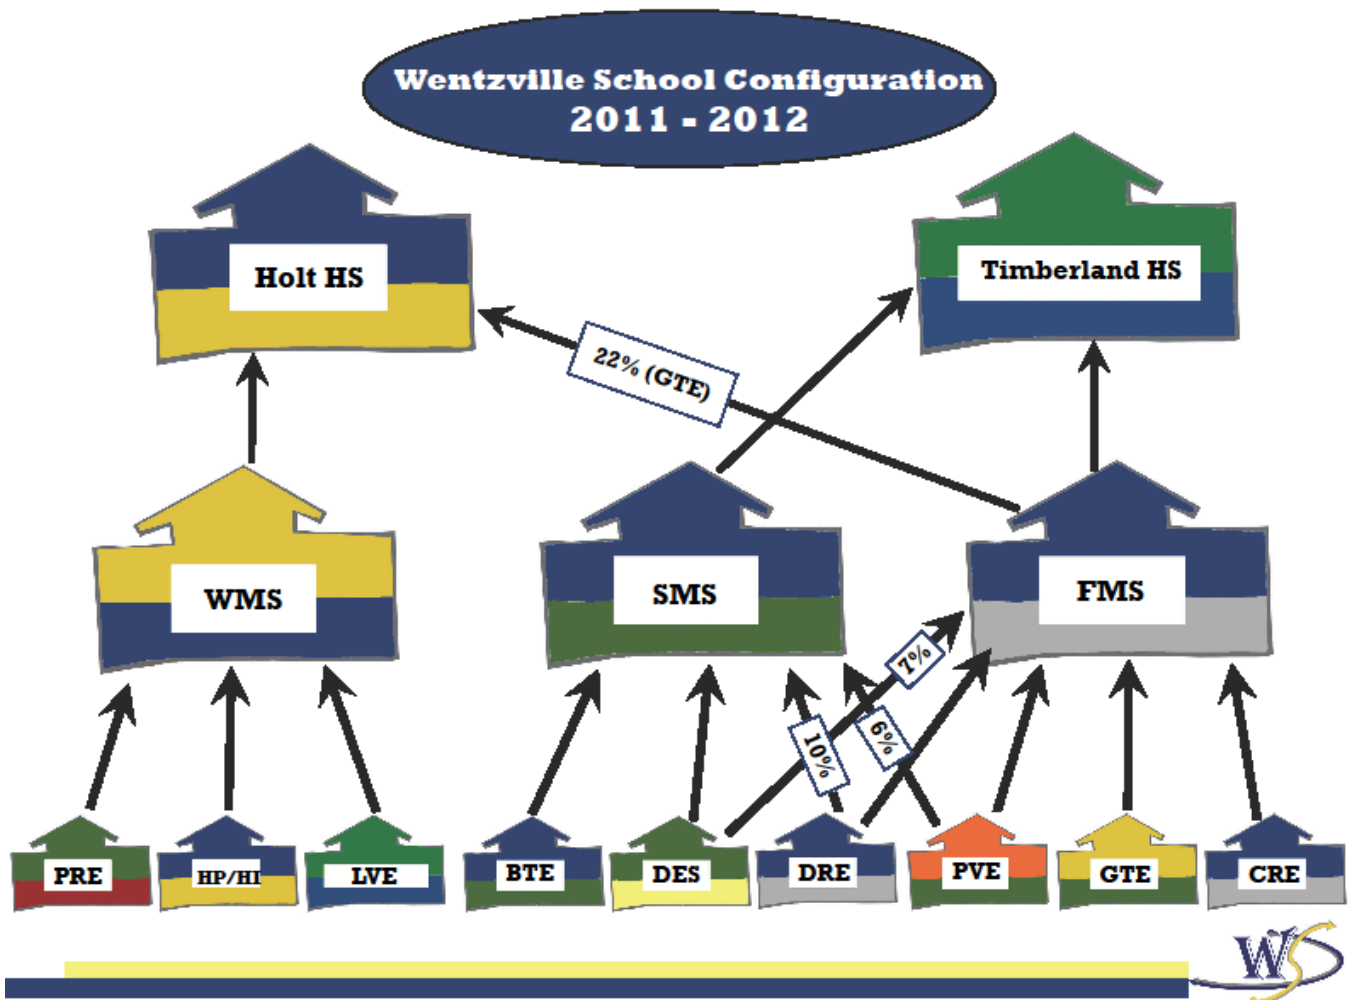 Wentzville School Configuration
2011 - 2012
Holt HS
Timberland HS
22% (GTE)
WMS
SMS
FMS
7%
10%
6%
PRE
HP/HI
LVE
BTE
DES
DRE
PVE
GTE
CRE
WS